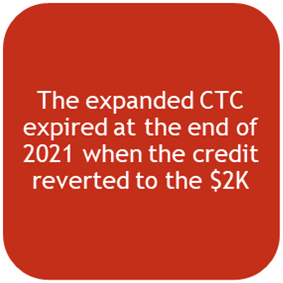 The expanded CTC
expired at the end of
2021 when the credit
reverted to the $2K